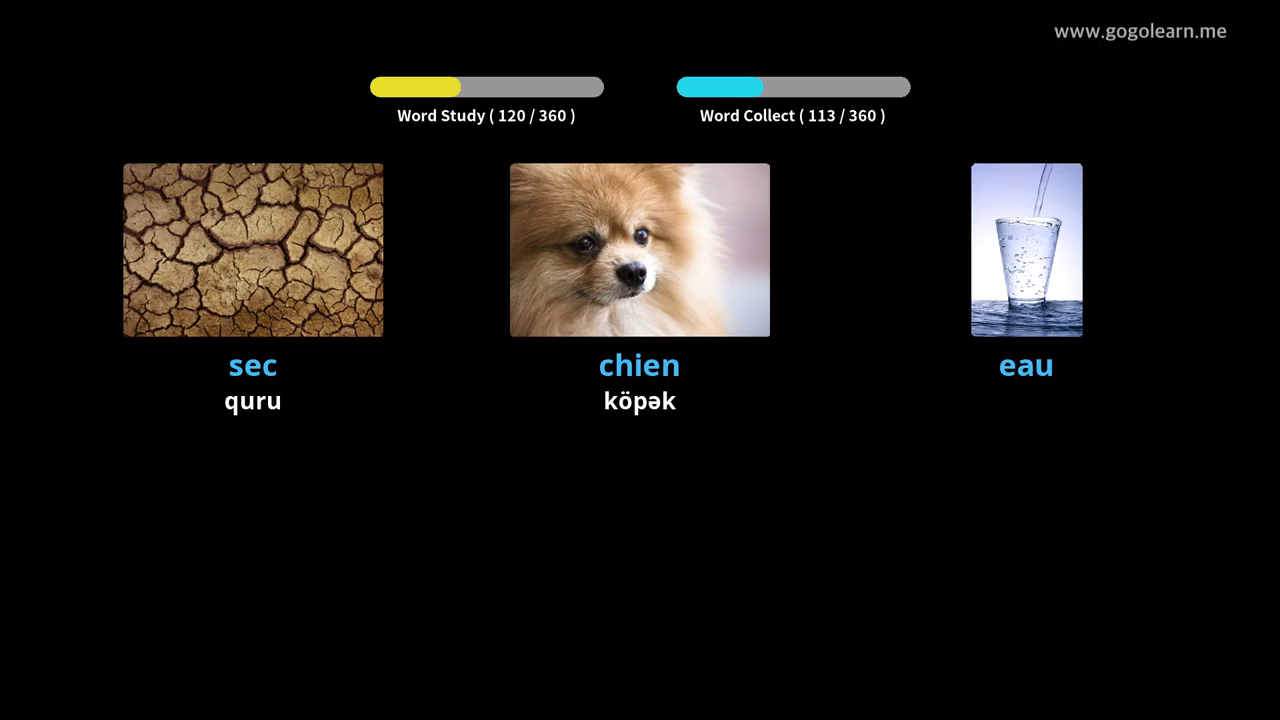 www.gogolearn.me
Word Study ( 120 / 360 )
Word Collect ( 113 / 360 )
sec
quru
chien
köpək
eau